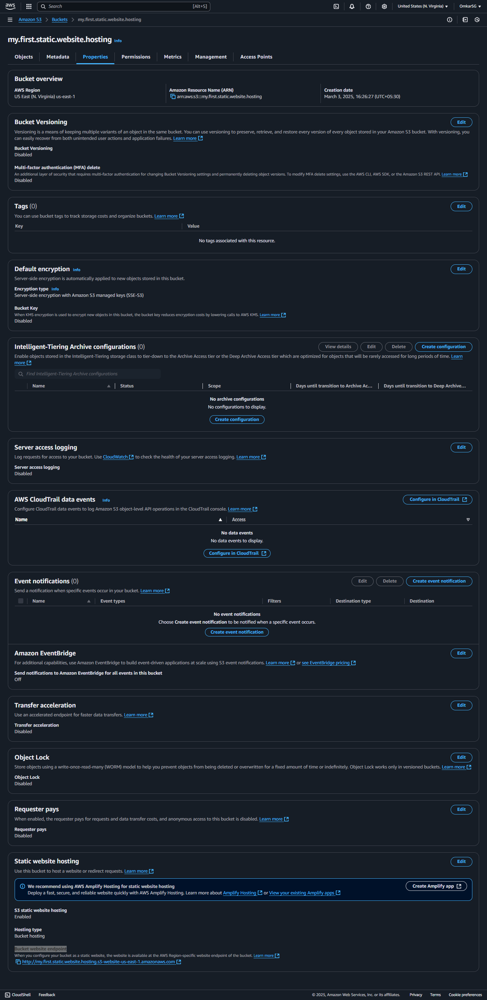 aws Search [Alt+S] United States (N. Virginia) OmkarSG
Amazon S3 Buckets my.first.static.website.hosting
my.first.static.website.hosting Info
Objects Metadata Properties Permissions Metrics Management Access Points
Bucket overview
AWS Region Amazon Resource Name (ARN) Creation date
US East (N. Virginia) us-east-1 arn:aws:s3:::my.first.static.website.hosting March 3, 2025, 16:26:27 (UTC+05:30)
Bucket Versioning Edit
Versioning is a means of keeping multiple variants of an object in the same bucket. You can use versioning to preserve, retrieve, and restore every version of every object stored in your Amazon S3 bucket. With versioning, you
can easily recover from both unintended user actions and application failures. Learn more
Bucket Versioning
Disabled
Multi-factor authentication (MFA) delete
An additional layer of security that requires multi-factor authentication for changing Bucket Versioning settings and permanently deleting object versions. To modify MFA delete settings, use the AWS CLI, AWS SDK, or the Amazon S3 REST API. Learn more
Disabled
Tags (0) Edit
You can use bucket tags to track storage costs and organize buckets. Learn more
Key Value
No tags associated with this resource.
Default encryption Info Edit
Server-side encryption is automatically applied to new objects stored in this bucket.
Encryption type Info
Server-side encryption with Amazon S3 managed keys (SSE-S3)
Bucket Key
When KMS encryption is used to encrypt new objects in this bucket, the bucket key reduces encryption costs by lowering calls to AWS KMS. Learn more
Disabled
Intelligent-Tiering Archive configurations (0) View details Edit Delete Create configuration
Enable objects stored in the Intelligent-Tiering storage class to tier-down to the Archive Access tier or the Deep Archive Access tier which are optimized for objects that will be rarely accessed for long periods of time. Learn
more
Find Intelligent-Tiering Archive configurations
Name Status Scope Days until transition to Archive Ac... Days until transition to Deep Archive...
No archive configurations
No configurations to display.
Create configuration
Server access logging Edit
Log requests for access to your bucket. Use CloudWatch to check the health of your server access logging. Learn more
Server access logging
Disabled
AWS CloudTrail data events Info Configure in CloudTrail
Configure CloudTrail data events to log Amazon S3 object-level API operations in the CloudTrail console. Learn more
Name Access
No data events
No data events to display.
Configure in CloudTrail
Event notifications (0) Edit Delete Create event notification
Send a notification when specific events occur in your bucket. Learn more
Name Event types Filters Destination type Destination
No event notifications
Choose Create event notification to be notified when a specific event occurs.
Create event notification
Amazon EventBridge Edit
For additional capabilities, use Amazon EventBridge to build event-driven applications at scale using S3 event notifications. Learn more or see EventBridge pricing
Send notifications to Amazon EventBridge for all events in this bucket
Off
Transfer acceleration Edit
Use an accelerated endpoint for faster data transfers. Learn more
Transfer acceleration
Disabled
Object Lock Edit
Store objects using a write-once-read-many (WORM) model to help you prevent objects from being deleted or overwritten for a fixed amount of time or indefinitely. Object Lock works only in versioned buckets. Learn more
Object Lock
Disabled
Requester pays Edit
When enabled, the requester pays for requests and data transfer costs, and anonymous access to this bucket is disabled. Learn more
Requester pays
Disabled
Static website hosting Edit
Use this bucket to host a website or redirect requests. Learn more
We recommend using AWS Amplify Hosting for static website hosting Create Amplify app
Deploy a fast, secure, and reliable website quickly with AWS Amplify Hosting. Learn more about Amplify Hosting or View your existing Amplify apps
S3 static website hosting
Enabled
Hosting type
Bucket hosting
Bucket website endpoint
When you configure your bucket as a static website, the website is available at the AWS Region-specific website endpoint of the bucket. Learn more
http://my.first.static.website.hosting.s3-website-us-east-1.amazonaws.com
CloudShell Feedback © 2025, Amazon Web Services, Inc. or its affiliates. Privacy Terms Cookie preferences